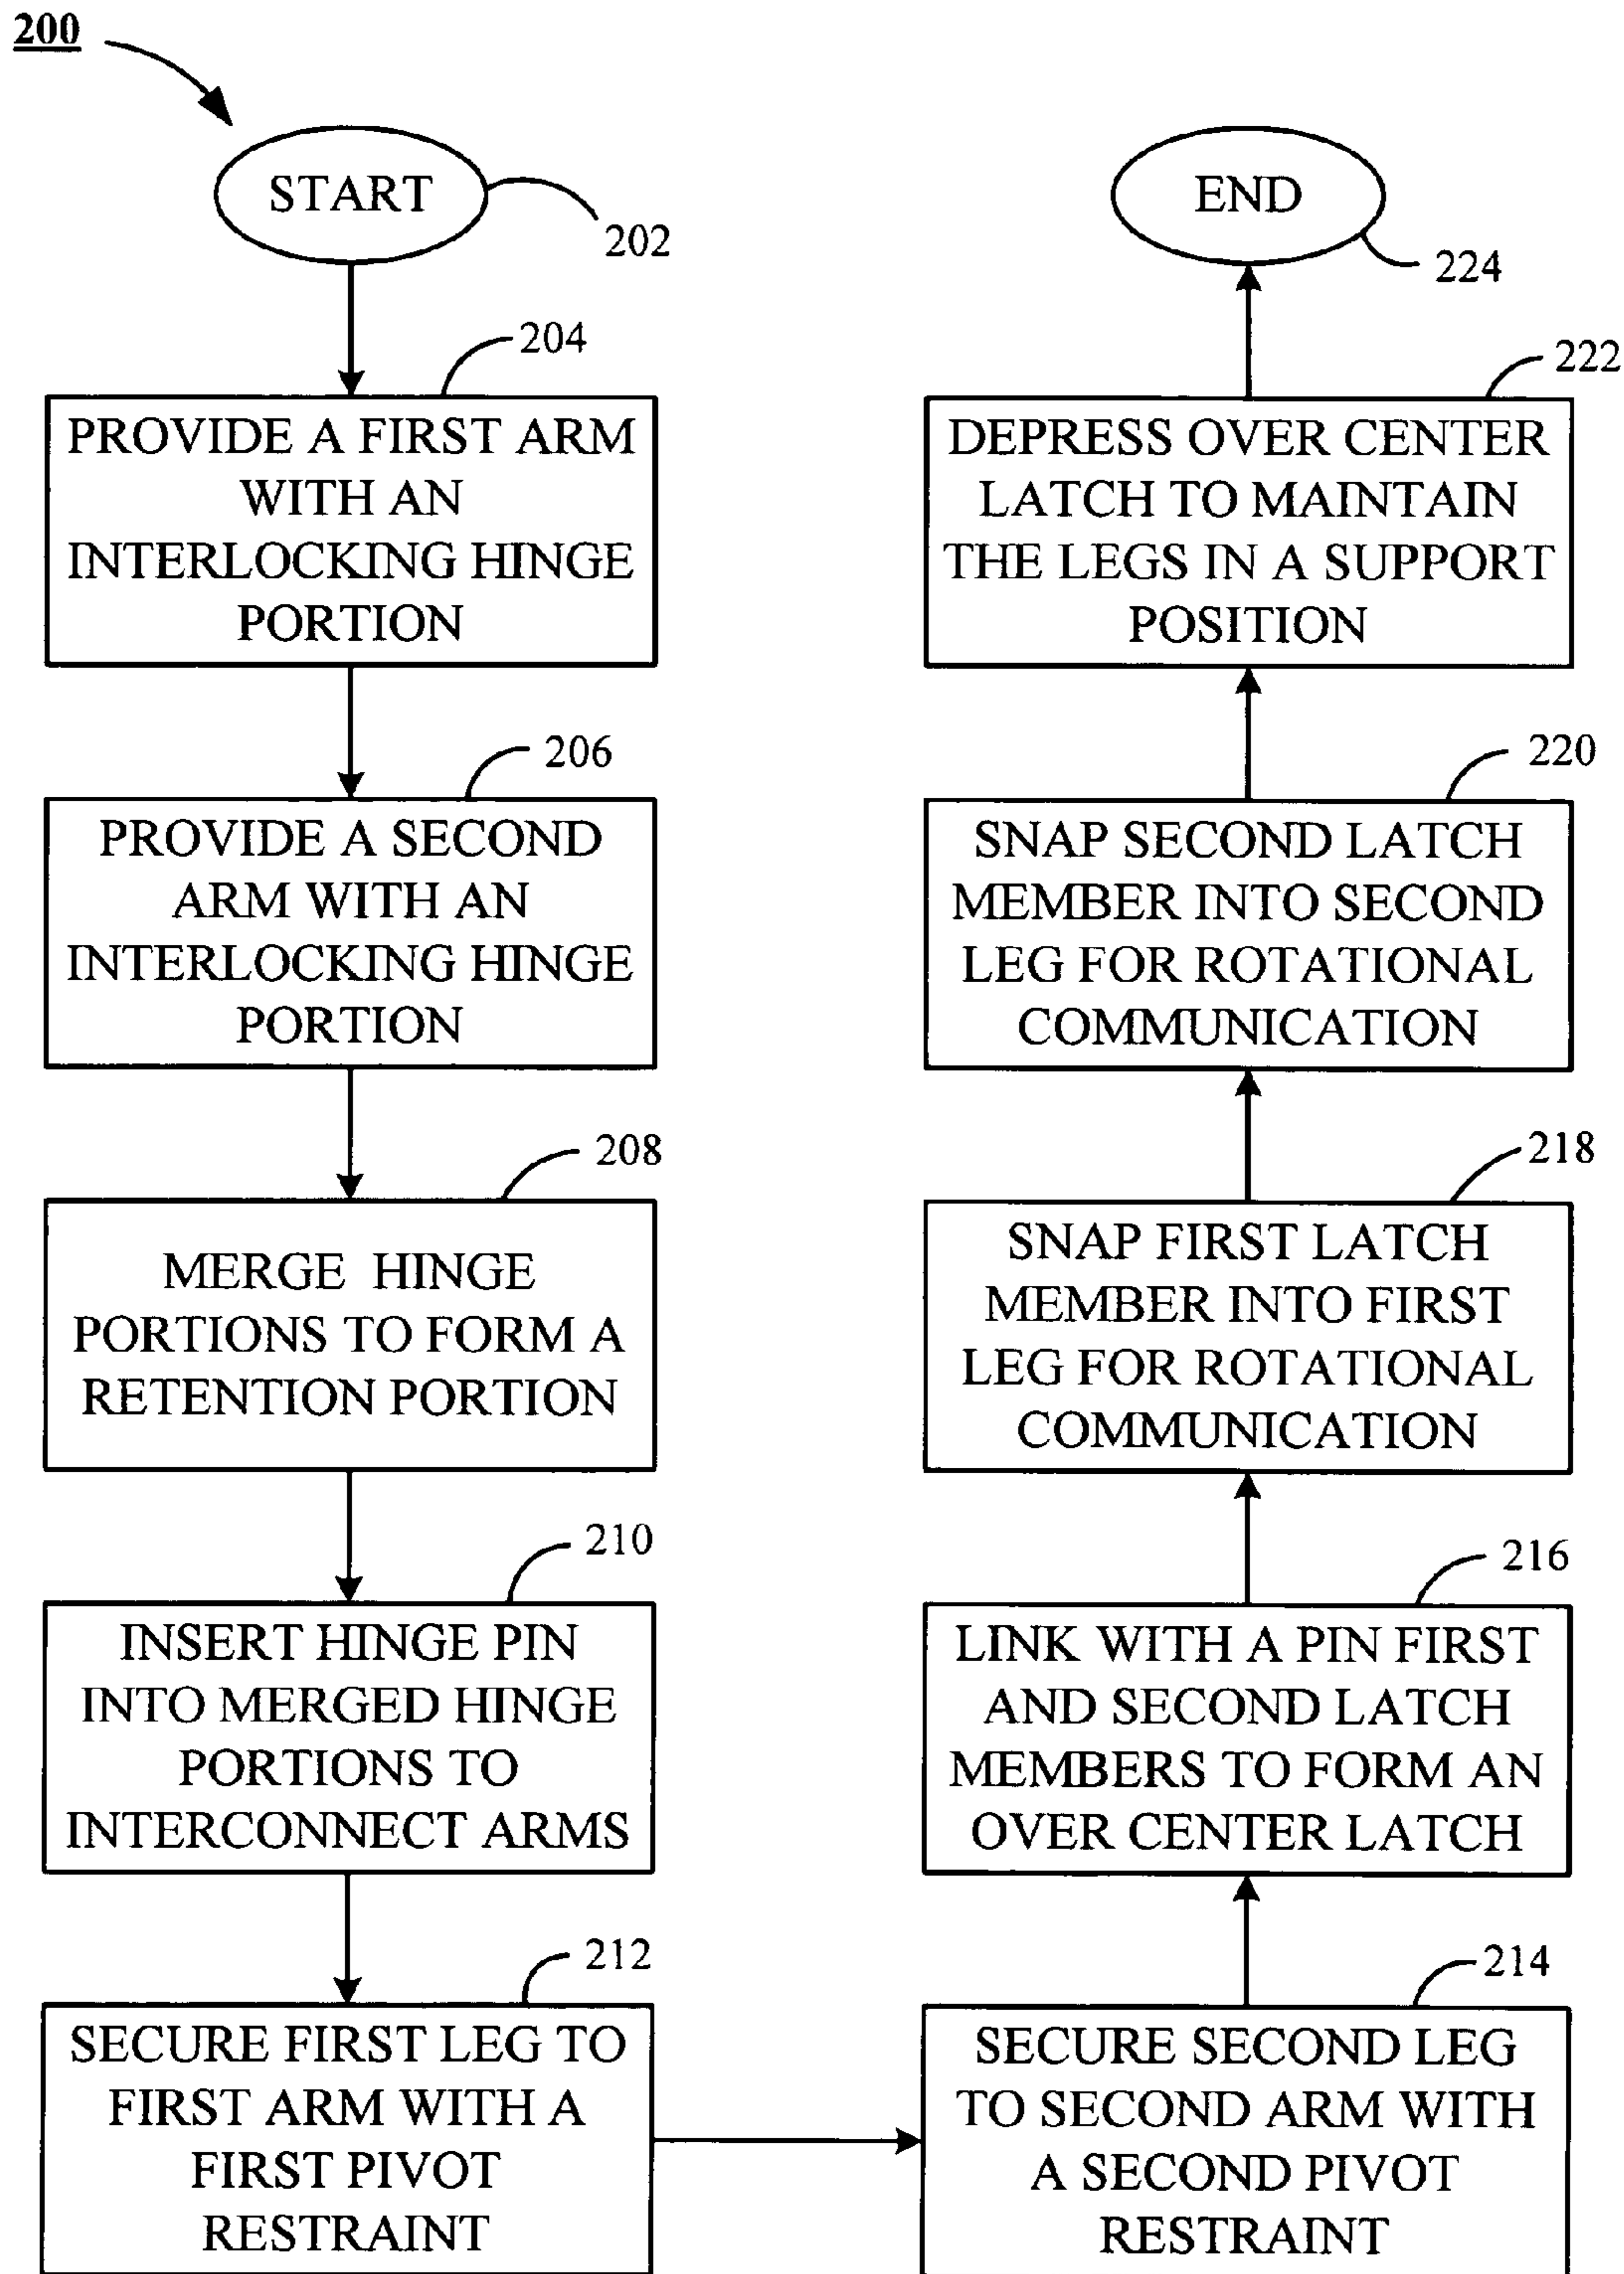 200
START
202
204
PROVIDE A FIRST ARM
WITH AN
INTERLOCKING HINGE
PORTION
206
PROVIDE A SECOND
ARM WITH AN
INTERLOCKING HINGE
PORTION
208
MERGE HINGE
PORTIONS TO FORM A
RETENTION PORTION
210
INSERT HINGE PIN
INTO MERGED HINGE
PORTIONS TO
INTERCONNECT ARMS
212
SECURE FIRST LEG TO
FIRST ARM WITH A
FIRST PIVOT
RESTRAINT
214
SECURE SECOND LEG
TO SECOND ARM WITH
A SECOND PIVOT
RESTRAINT
216
LINK WITH A PIN FIRST
AND SECOND LATCH
MEMBERS TO FORM AN
OVER CENTER LATCH
218
SNAP FIRST LATCH
MEMBER INTO FIRST
LEG FOR ROTATIONAL
COMMUNICATION
220
SNAP SECOND LATCH
MEMBER INTO SECOND
LEG FOR ROTATIONAL
COMMUNICATION
222
DEPRESS OVER CENTER
LATCH TO MAINTAIN
THE LEGS IN A SUPPORT
POSITION
END
224